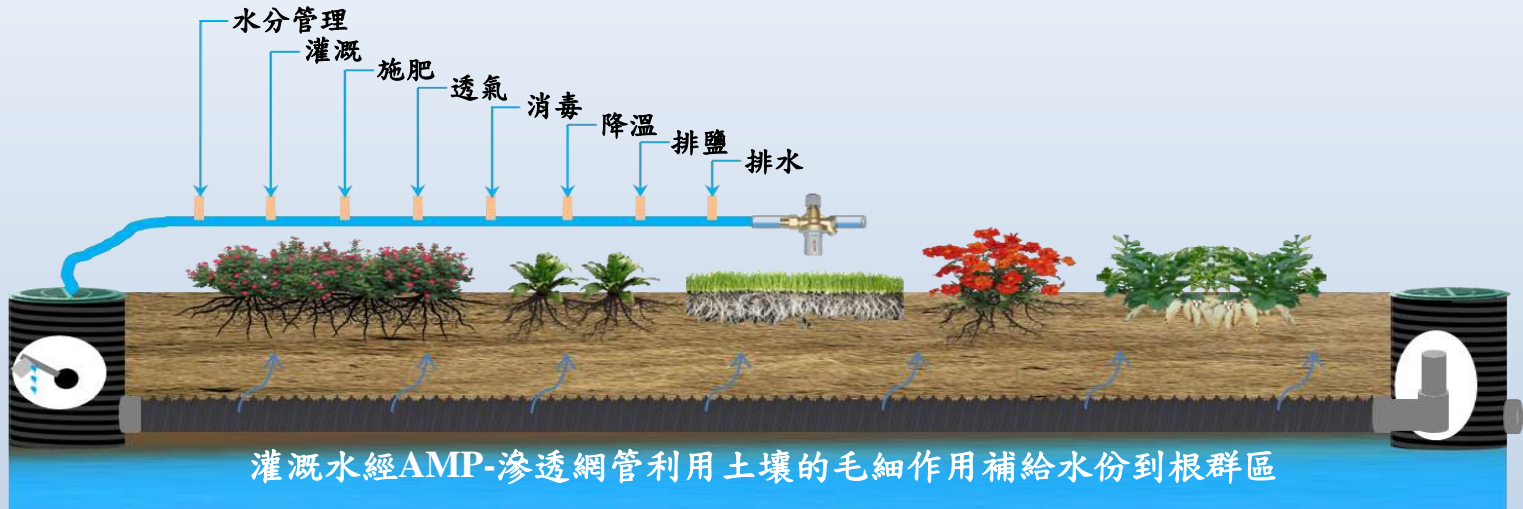 水分管理
灌溉
施肥
透氣
消毒
降溫
排鹽
排水
灌溉水經AMP-滲透網管利用土壤的毛細作用補給水份到根群區